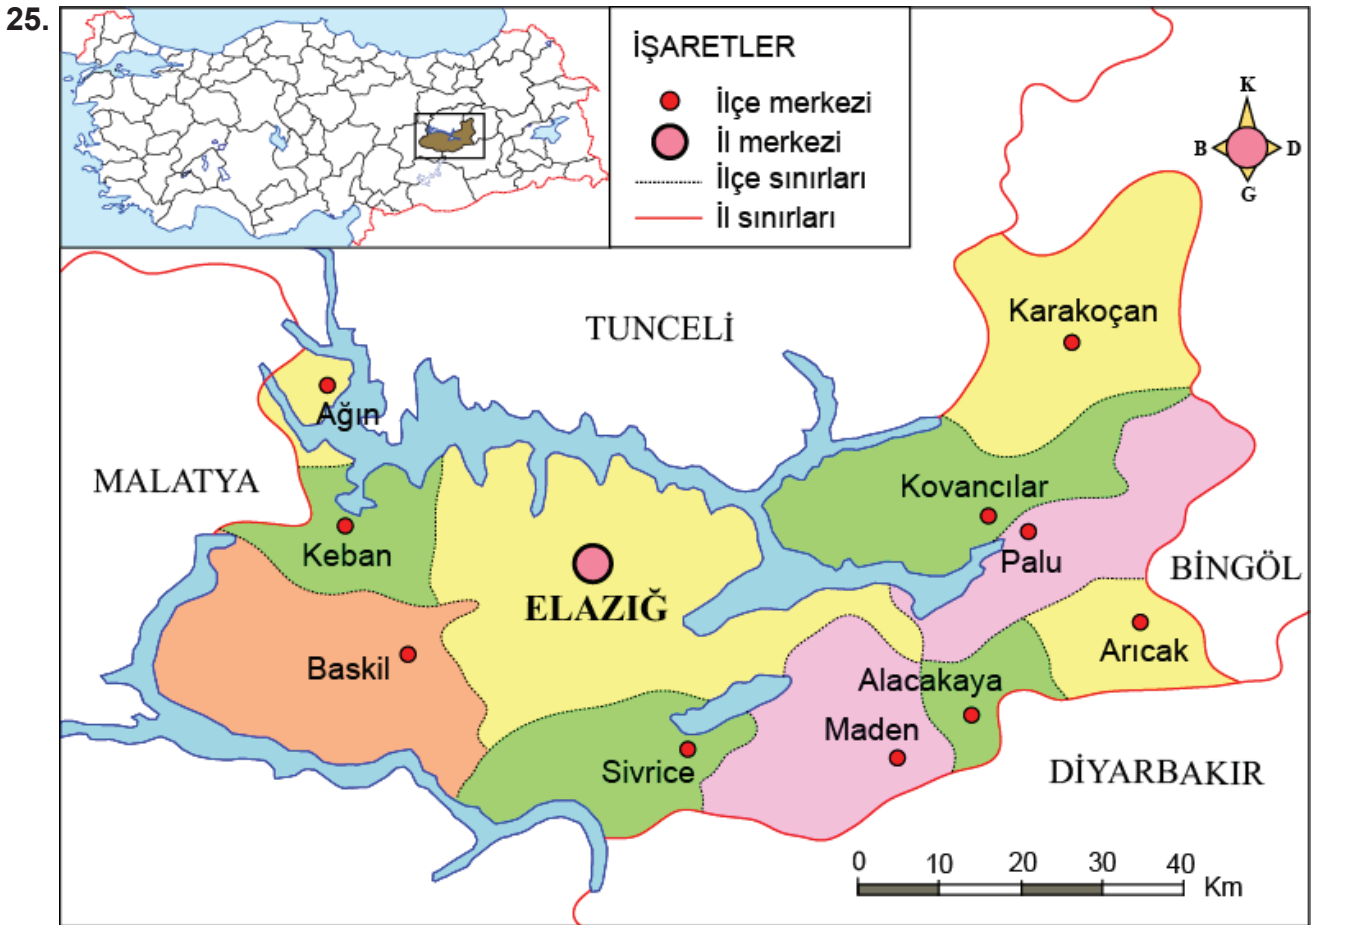 25.
İŞARETLER
İlçe merkezi
İl merkezi
İlçe sınırları
İl sınırları
K
B
D
G
TUNCELİ
Karakoçan
Ağın
MALATYA
Kovancılar
Keban
Palu
BİNGÖL
ELAZIĞ
Arıcak
Baskil
Alacakaya
Maden
Sivrice
DİYARBAKIR
0 10 20 30 40 Km